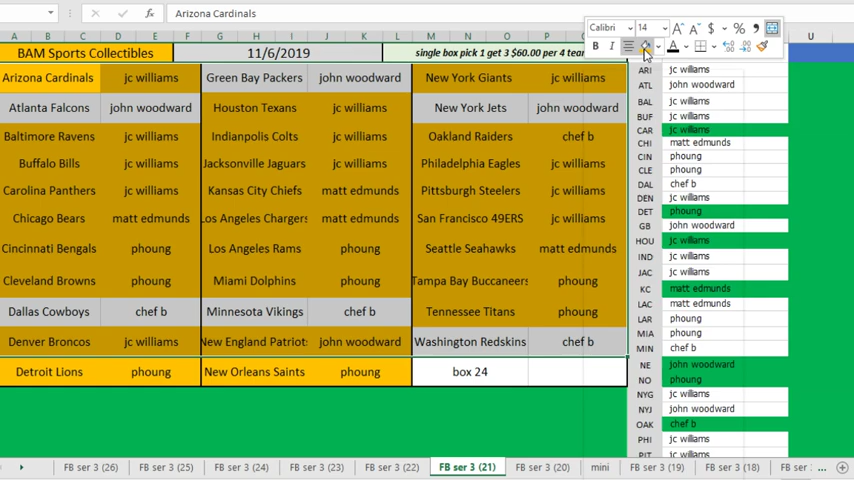 Arizona Cardinals
Calibri 14 A A $ % ,
B I A
A B C D E F G H I J K L M N O P U
BAM Sports Collectibles 11/6/2019 single box pick 1 get 3 $60.00 per 4 tear
Arizona Cardinals jc williams Green Bay Packers john woodward New York Giants jc williams
Atlanta Falcons john woodward Houston Texans jc williams New York Jets john woodward
Baltimore Ravens jc williams Indianpolis Colts jc williams Oakland Raiders chef b
Buffalo Bills jc williams Jacksonville Jaguars jc williams Philadelphia Eagles jc williams
Carolina Panthers jc williams Kansas City Chiefs matt edmunds Pittsburgh Steelers jc williams
Chicago Bears matt edmunds Los Angeles Chargers matt edmunds San Francisco 49ERS jc williams
Cincinnati Bengals phoung Los Angeles Rams phoung Seattle Seahawks matt edmunds
Cleveland Browns phoung Miami Dolphins phoung Tampa Bay Buccaneers phoung
Dallas Cowboys chef b Minnesota Vikings chef b Tennessee Titans phoung
Denver Broncos jc williams New England Patriots john woodward Washington Redskins chef b
Detroit Lions phoung New Orleans Saints phoung box 24
ARI jc williams
ATL john woodward
BAL jc williams
BUF jc williams
CAR jc williams
CHI matt edmunds
CIN phoung
CLE phoung
DAL chef b
DEN jc williams
DET phoung
GB john woodward
HOU jc williams
IND jc williams
JAC jc williams
KC matt edmunds
LAC matt edmunds
LAR phoung
MIA phoung
MIN chef b
NE john woodward
NO phoung
NYG jc williams
NYJ john woodward
OAK chef b
PHI jc williams
PIT jc williams
FB ser 3 (26) FB ser 3 (25) FB ser 3 (24) FB ser 3 (23) FB ser 3 (22) FB ser 3 (21) FB ser 3 (20) mini FB ser 3 (19) FB ser 3 (18) FB ser: ...